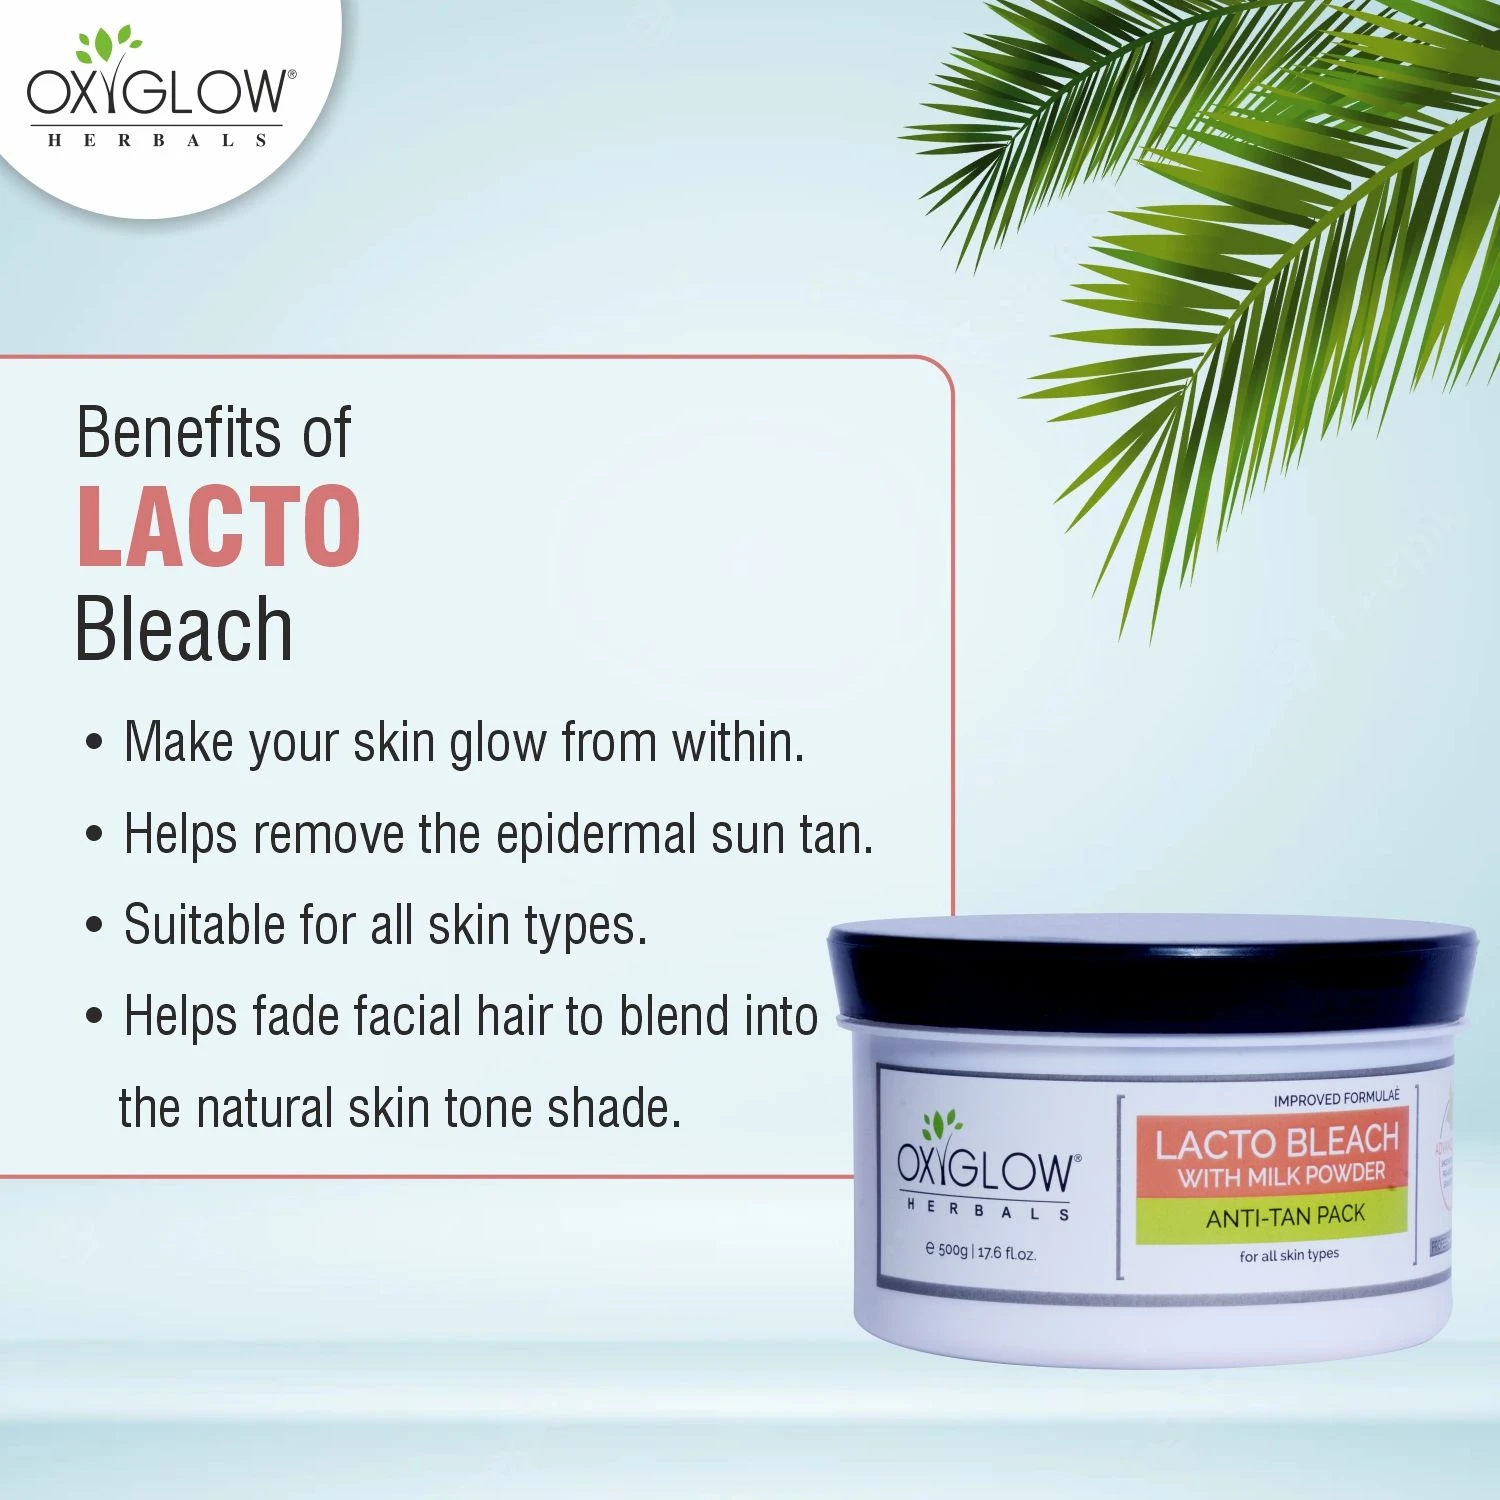 OXYGLOW®
HERBALS
Benefits of
LACTO
Bleach
• Make your skin glow from within.
• Helps remove the epidermal sun tan.
• Suitable for all skin types.
• Helps fade facial hair to blend into
the natural skin tone shade.
OXYGLOW®
HERBALS
℮ 500g | 17.6 fl.oz.
IMPROVED FORMULAÉ
LACTO BLEACH
WITH MILK POWDER
ANTI-TAN PACK
for all skin types